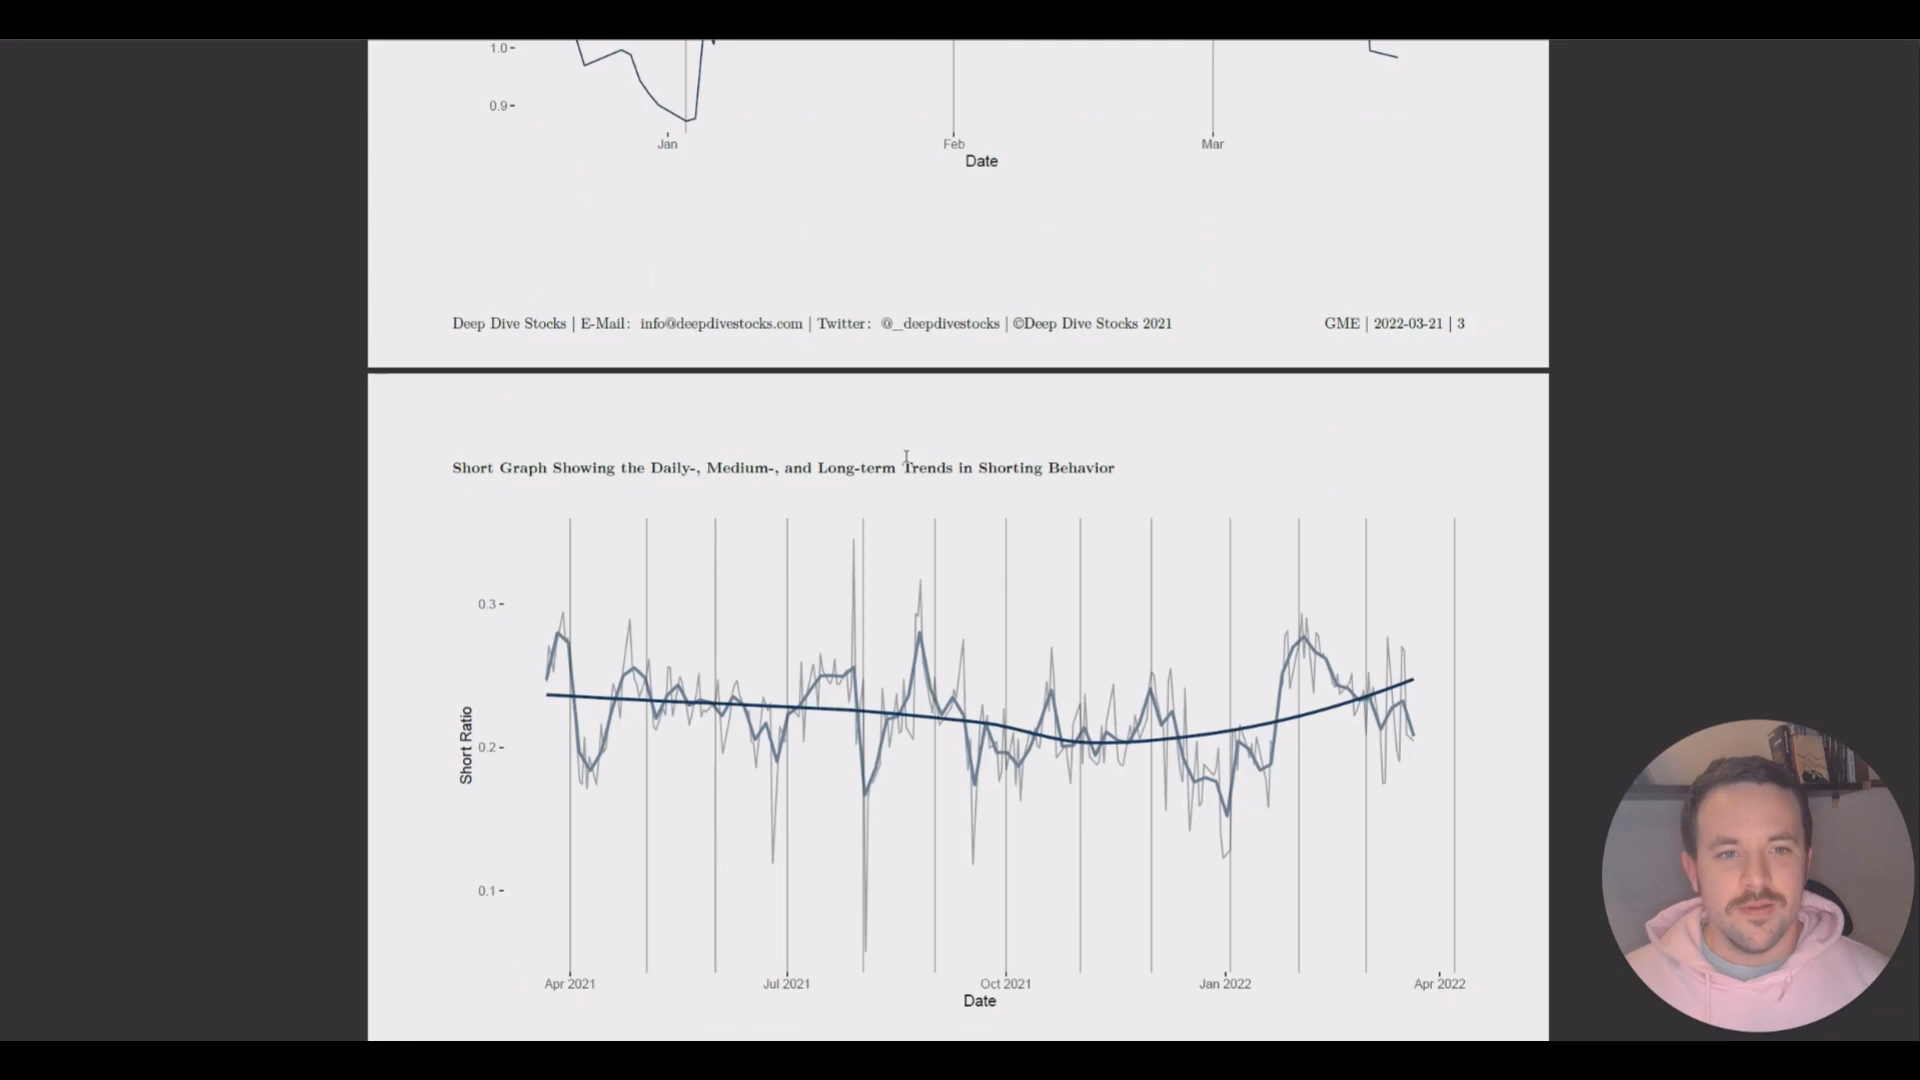 1.0
0.9
Jan Feb Mar
Date
Deep Dive Stocks | E-Mail: info@deepdivestocks.com | Twitter: @_deepdivestocks | ©Deep Dive Stocks 2021 GME | 2022-03-21 | 3
Short Graph Showing the Daily-, Medium-, and Long-term Trends in Shorting Behavior
0.3
0.2
0.1
Short Ratio
Apr 2021 Jul 2021 Oct 2021 Jan 2022 Apr 2022
Date